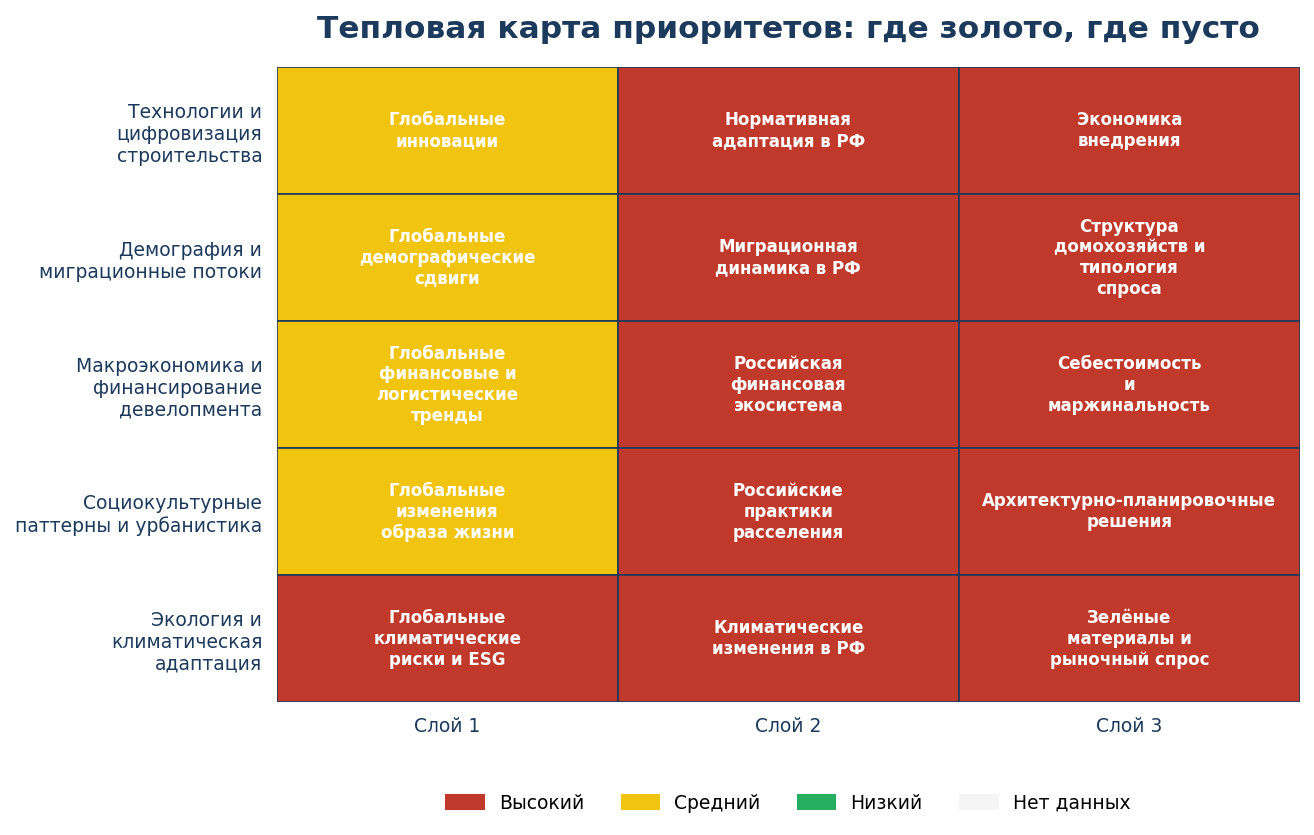 Тепловая карта приоритетов: где золото, где пусто
Технологии и
цифровизация
строительства
Глобальные
инновации
Нормативная
адаптация в РФ
Экономика
внедрения
Демография и
миграционные потоки
Глобальные
демографические
сдвиги
Миграционная
динамика в РФ
Структура
домохозяйств и
типология
спроса
Макроэкономика и
финансирование
девелопмента
Глобальные
финансовые и
логистические
тренды
Российская
финансовая
экосистема
Себестоимость
и
маржинальность
Социокультурные
паттерны и урбанистика
Глобальные
изменения
образа жизни
Российские
практики
расселения
Архитектурно-планировочные
решения
Экология и
климатическая
адаптация
Глобальные
климатические
риски и ESG
Климатические
изменения в РФ
Зелёные
материалы и
рыночный спрос
Слой 1
Слой 2
Слой 3
Высокий
Средний
Низкий
Нет данных